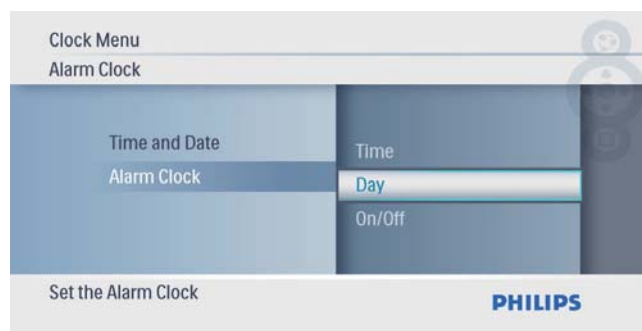 Clock Menu
Alarm Clock
Time and Date
Alarm Clock
Time
Day
On/Off
Set the Alarm Clock
PHILIPS